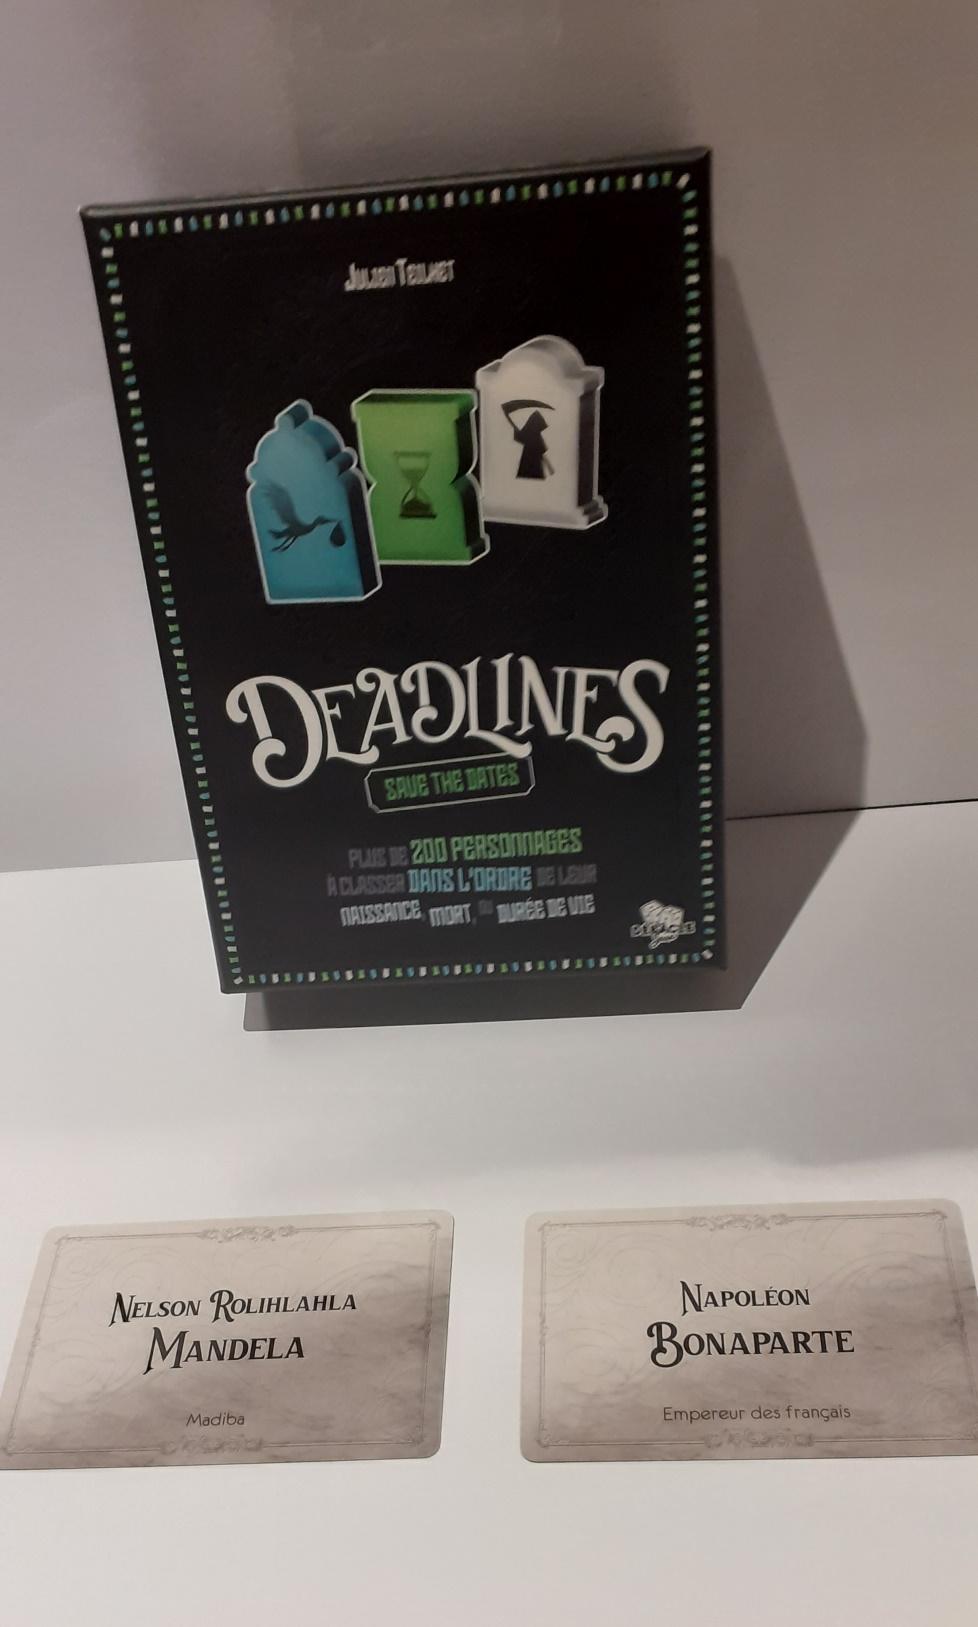 JULIEN TEILHET
DEADLINES
SAVE THE DATES
PLUS DE 200 PERSONNAGES
À CLASSER DANS L'ORDRE DE LEUR
NAISSANCE, MORT, OU DURÉE DE VIE
NELSON ROLIHLAHLA
MANDELA
Madiba
NAPOLÉON
BONAPARTE
Empereur des français